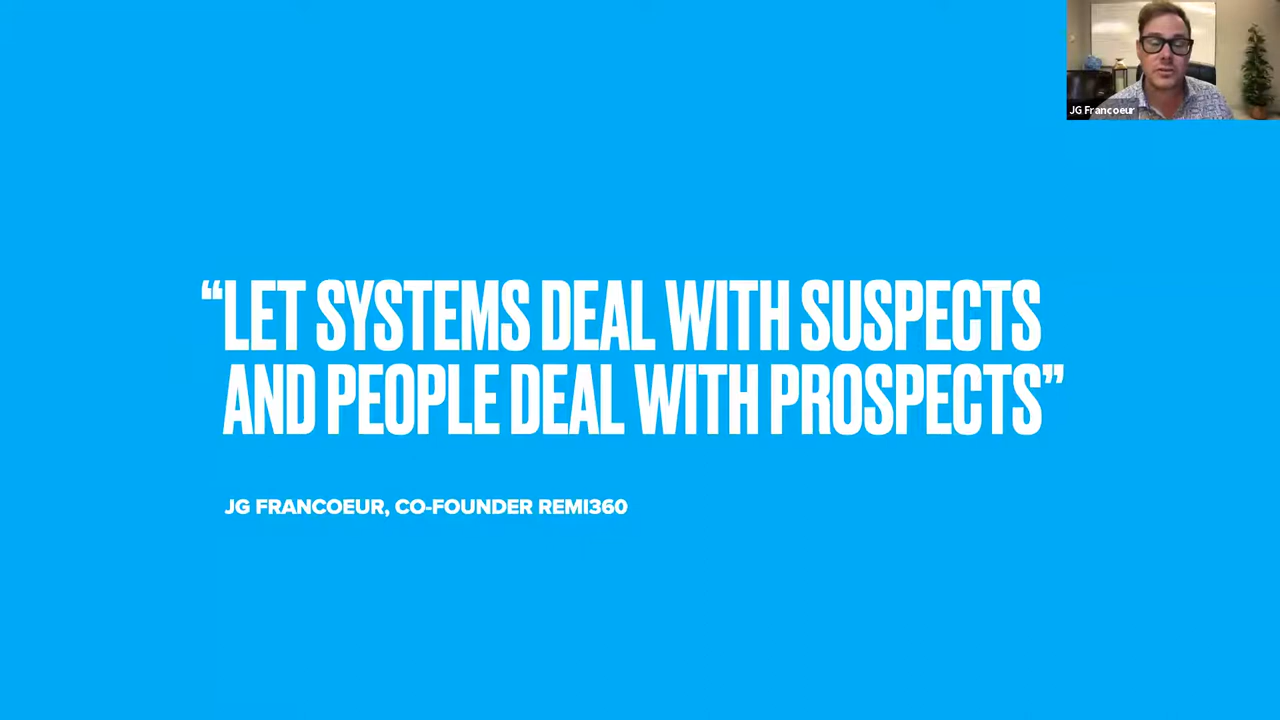 JG Francoeur
“LET SYSTEMS DEAL WITH SUSPECTS
AND PEOPLE DEAL WITH PROSPECTS”
JG FRANCOEUR, CO-FOUNDER REMI360